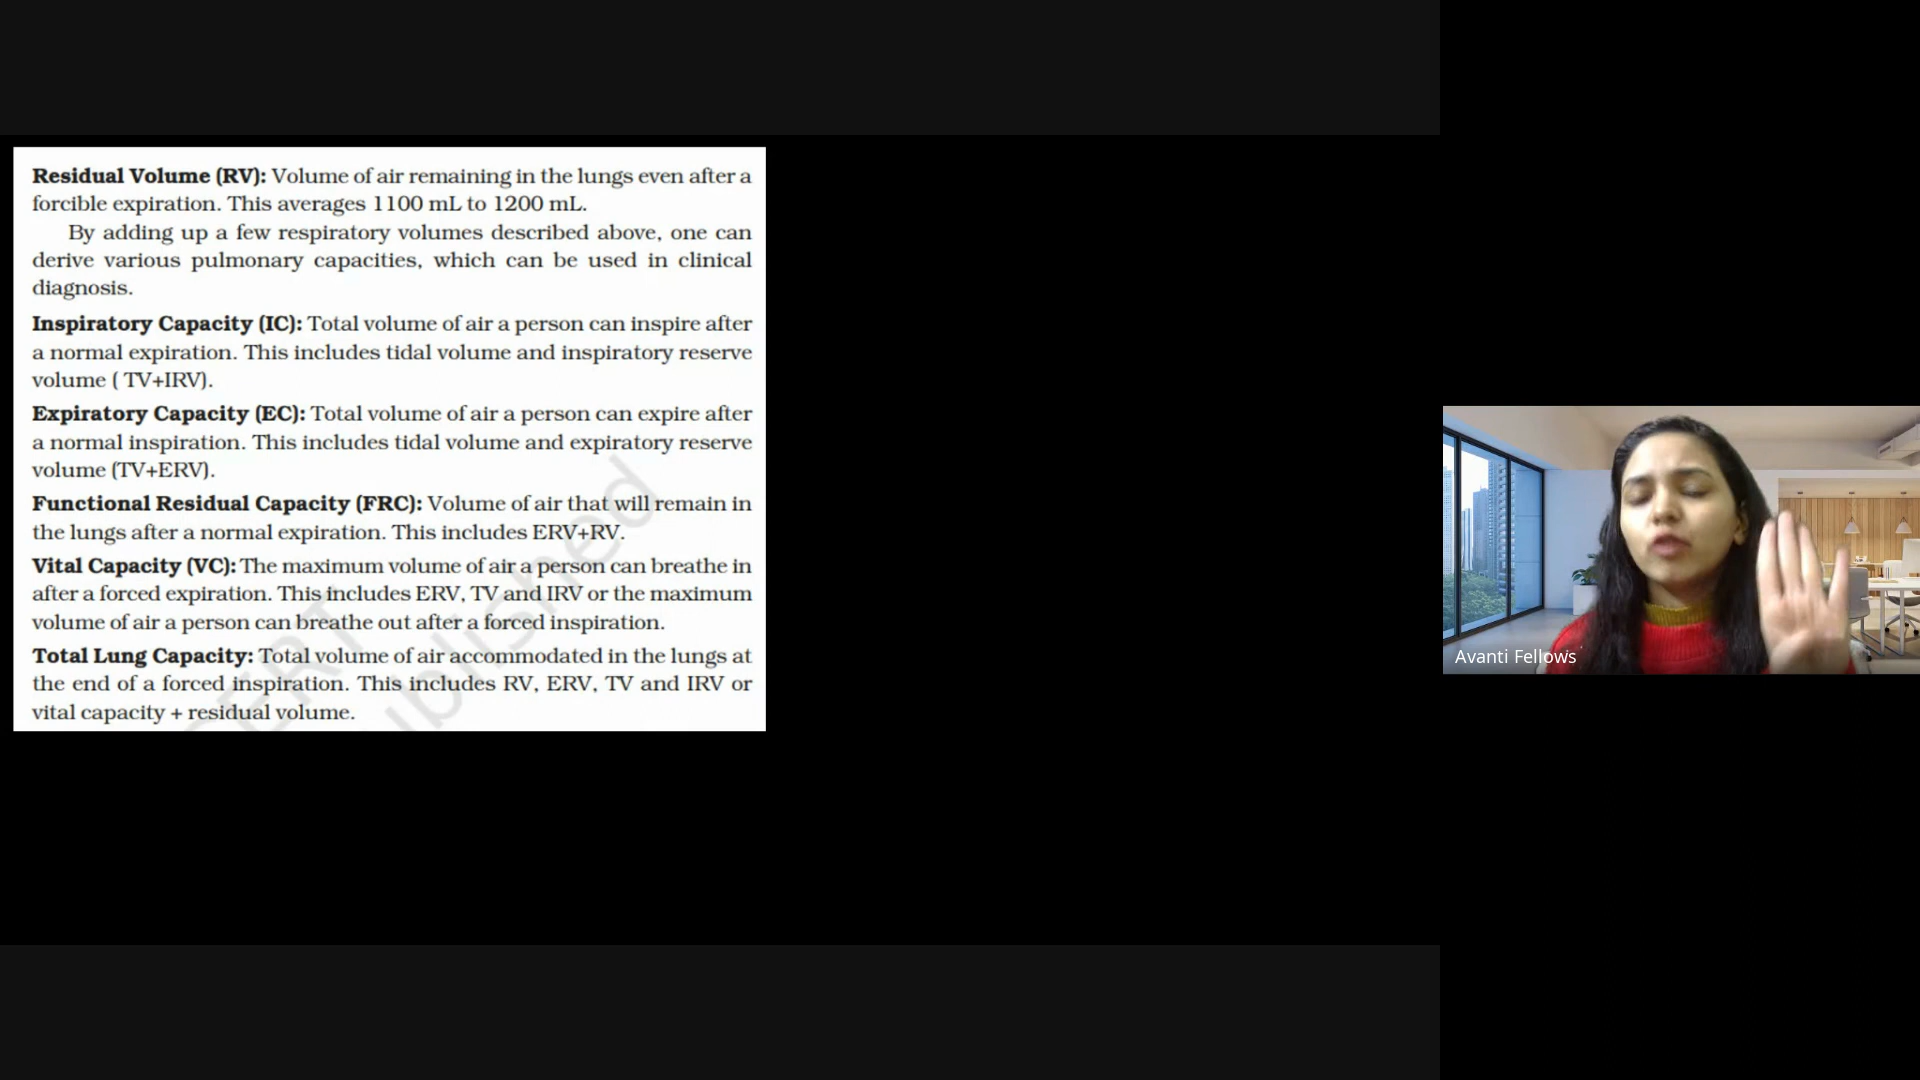 Residual Volume (RV): Volume of air remaining in the lungs even after a
forcible expiration. This averages 1100 mL to 1200 mL.
By adding up a few respiratory volumes described above, one can
derive various pulmonary capacities, which can be used in clinical
diagnosis.
Inspiratory Capacity (IC): Total volume of air a person can inspire after
a normal expiration. This includes tidal volume and inspiratory reserve
volume ( TV+IRV).
Expiratory Capacity (EC): Total volume of air a person can expire after
a normal inspiration. This includes tidal volume and expiratory reserve
volume (TV+ERV).
Functional Residual Capacity (FRC): Volume of air that will remain in
the lungs after a normal expiration. This includes ERV+RV.
Vital Capacity (VC): The maximum volume of air a person can breathe in
after a forced expiration. This includes ERV, TV and IRV or the maximum
volume of air a person can breathe out after a forced inspiration.
Total Lung Capacity: Total volume of air accommodated in the lungs at
the end of a forced inspiration. This includes RV, ERV, TV and IRV or
vital capacity + residual volume.
Avanti Fellows